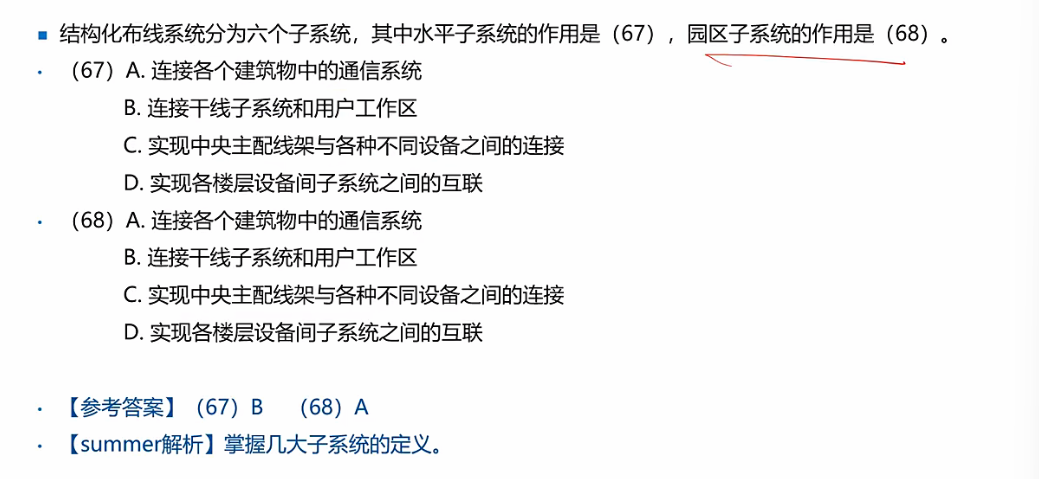 ▪ 结构化布线系统分为六个子系统，其中水平子系统的作用是（67），园区子系统的作用是（68）。
· （67）A. 连接各个建筑物中的通信系统
B. 连接干线子系统和用户工作区
C. 实现中央主配线架与各种不同设备之间的连接
D. 实现各楼层设备间子系统之间的互联
· （68）A. 连接各个建筑物中的通信系统
B. 连接干线子系统和用户工作区
C. 实现中央主配线架与各种不同设备之间的连接
D. 实现各楼层设备间子系统之间的互联
· 【参考答案】（67）B （68）A
· 【summer解析】掌握几大子系统的定义。